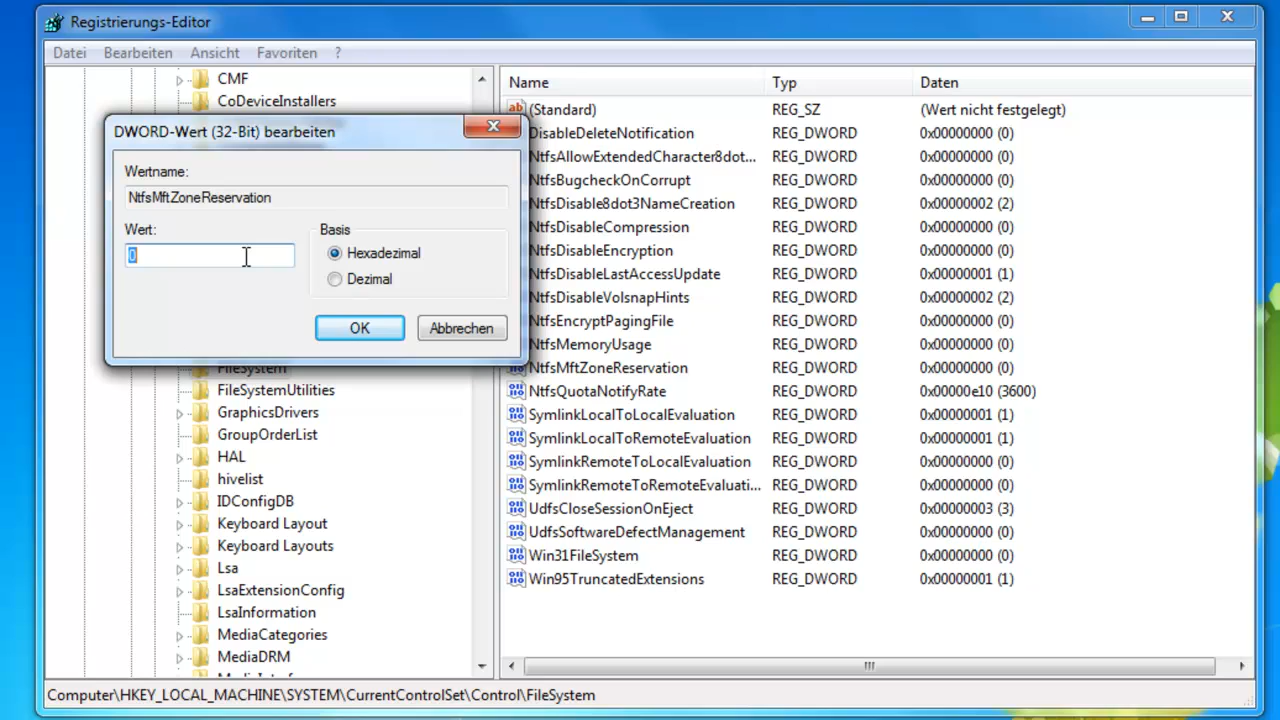 Registrierungs-Editor
Datei Bearbeiten Ansicht Favoriten ?
CMF
CoDeviceInstallers
DWORD-Wert (32-Bit) bearbeiten
Wertname:
NtfsMftZoneReservation
Wert:
0
Basis
Hexadezimal
Dezimal
OK Abbrechen
FileSystem
FileSystemUtilities
GraphicsDrivers
GroupOrderList
HAL
hivelist
IDConfigDB
Keyboard Layout
Keyboard Layouts
Lsa
LsaExtensionConfig
LsaInformation
MediaCategories
MediaDRM
Name Typ Daten
(Standard) REG_SZ (Wert nicht festgelegt)
DisableDeleteNotification REG_DWORD 0x00000000 (0)
NtfsAllowExtendedCharacter8dot... REG_DWORD 0x00000000 (0)
NtfsBugcheckOnCorrupt REG_DWORD 0x00000000 (0)
NtfsDisable8dot3NameCreation REG_DWORD 0x00000002 (2)
NtfsDisableCompression REG_DWORD 0x00000000 (0)
NtfsDisableEncryption REG_DWORD 0x00000000 (0)
NtfsDisableLastAccessUpdate REG_DWORD 0x00000001 (1)
NtfsDisableVolsnapHints REG_DWORD 0x00000002 (2)
NtfsEncryptPagingFile REG_DWORD 0x00000000 (0)
NtfsMemoryUsage REG_DWORD 0x00000000 (0)
NtfsMftZoneReservation REG_DWORD 0x00000000 (0)
NtfsQuotaNotifyRate REG_DWORD 0x00000e10 (3600)
SymlinkLocalToLocalEvaluation REG_DWORD 0x00000001 (1)
SymlinkLocalToRemoteEvaluation REG_DWORD 0x00000001 (1)
SymlinkRemoteToLocalEvaluation REG_DWORD 0x00000000 (0)
SymlinkRemoteToRemoteEvaluati... REG_DWORD 0x00000000 (0)
UdfsCloseSessionOnEject REG_DWORD 0x00000003 (3)
UdfsSoftwareDefectManagement REG_DWORD 0x00000000 (0)
Win31FileSystem REG_DWORD 0x00000000 (0)
Win95TruncatedExtensions REG_DWORD 0x00000001 (1)
Computer\HKEY_LOCAL_MACHINE\SYSTEM\CurrentControlSet\Control\FileSystem